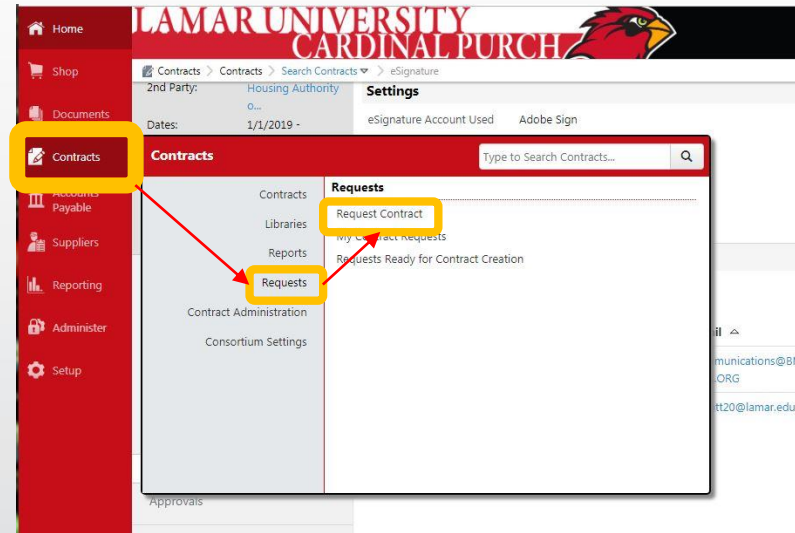 LAMAR UNIVERSITY
CARDINAL PURCH
Home
Shop
Documents
Contracts
Accounts
Payable
Suppliers
Reporting
Administer
Setup
Contracts > Contracts > Search Contracts > eSignature
2nd Party: Housing Authority
o...
Dates: 1/1/2019 -
Settings
eSignature Account Used Adobe Sign
Contracts
Type to Search Contracts...
Contracts
Libraries
Reports
Requests
Contract Administration
Consortium Settings
Requests
Request Contract
My Contract Requests
Requests Ready for Contract Creation
il
munications@B
.ORG
tt20@lamar.edu
Approvals